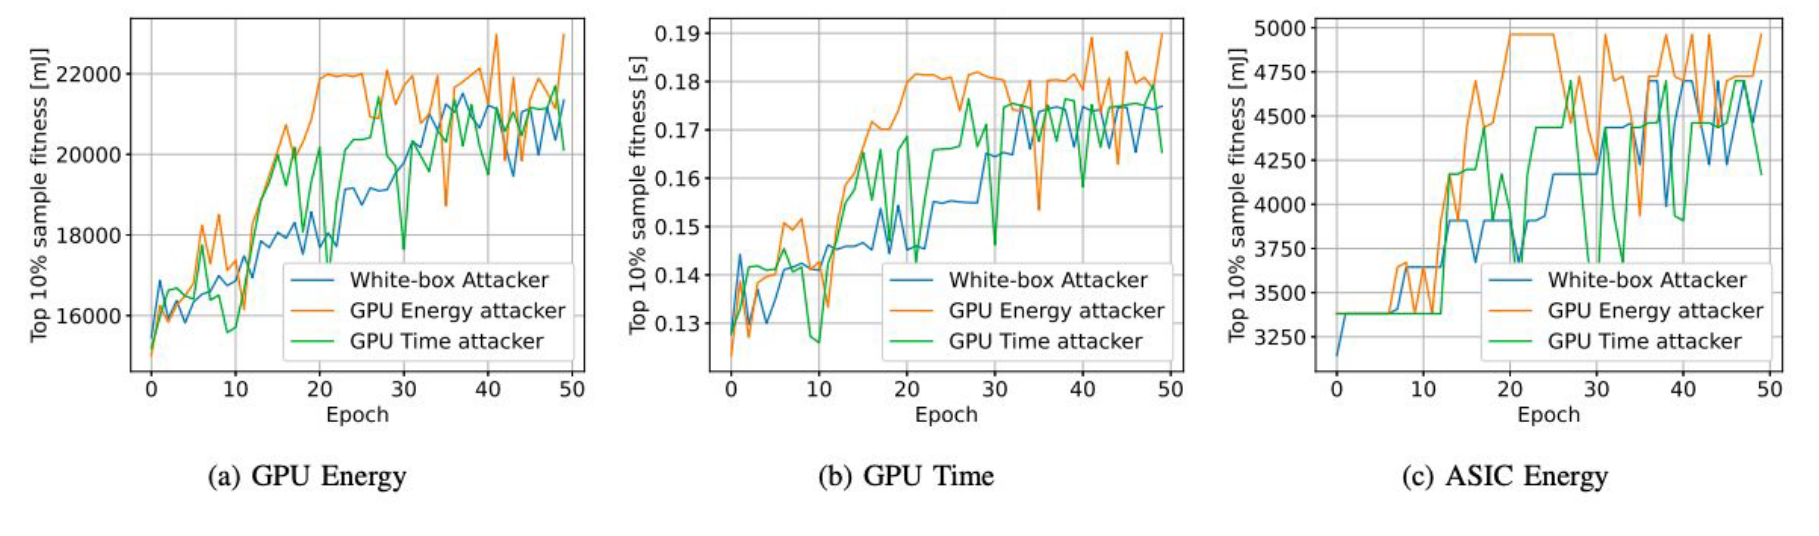 Top 10% sample fitness [mJ]
22000
20000
18000
16000
White-box Attacker
GPU Energy attacker
GPU Time attacker
0 10 20 30 40 50
Epoch
(a) GPU Energy
Top 10% sample fitness [s]
0.19
0.18
0.17
0.16
0.15
0.14
0.13
White-box Attacker
GPU Energy attacker
GPU Time attacker
0 10 20 30 40 50
Epoch
(b) GPU Time
Top 10% sample fitness [mJ]
5000
4750
4500
4250
4000
3750
3500
3250
White-box Attacker
GPU Energy attacker
GPU Time attacker
0 10 20 30 40 50
Epoch
(c) ASIC Energy